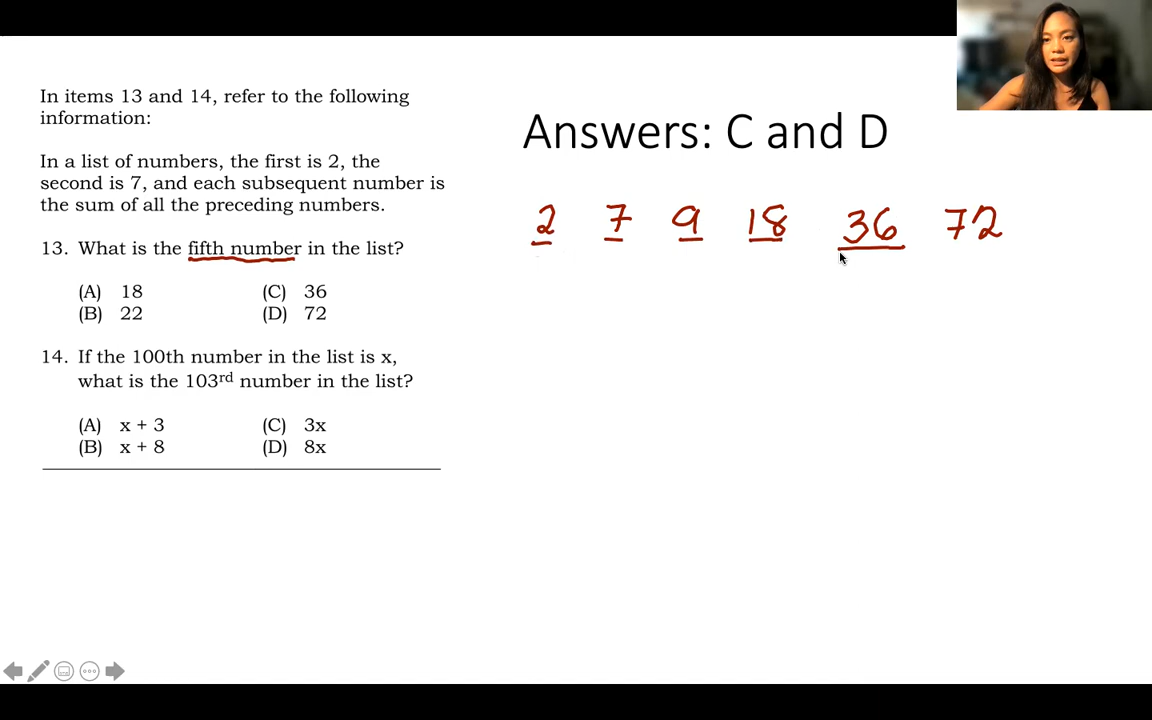 In items 13 and 14, refer to the following
information:
In a list of numbers, the first is 2, the
second is 7, and each subsequent number is
the sum of all the preceding numbers.
13. What is the fifth number in the list?
(A) 18 (C) 36
(B) 22 (D) 72
14. If the 100th number in the list is x,
what is the 103rd number in the list?
(A) x + 3 (C) 3x
(B) x + 8 (D) 8x
Answers: C and D
2 7 9 18 36 72